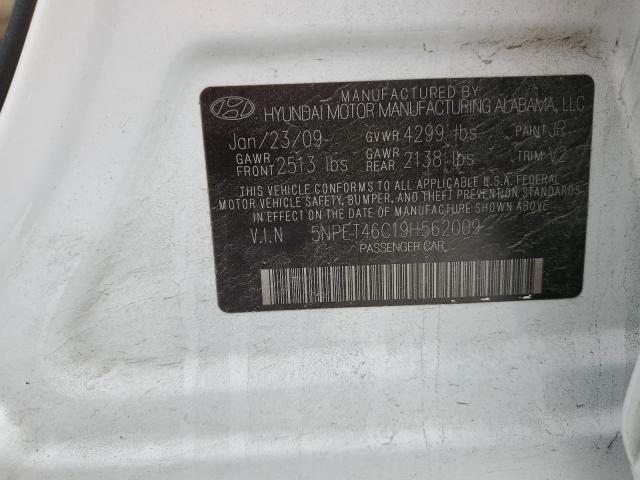 MANUFACTURED BY
HYUNDAI MOTOR MANUFACTURING ALABAMA, LLC
Jan/23/09 GVWR 4299 lbs PAINT JR
GAWR FRONT 2513 lbs GAWR REAR 2138 lbs TRIM V2
THIS VEHICLE CONFORMS TO ALL APPLICABLE U.S.A. FEDERAL
MOTOR VEHICLE SAFETY, BUMPER, AND THEFT PREVENTION STANDARDS
IN EFFECT ON THE DATE OF MANUFACTURE SHOWN ABOVE.
V.I.N 5NPET46C19H562009
PASSENGER CAR